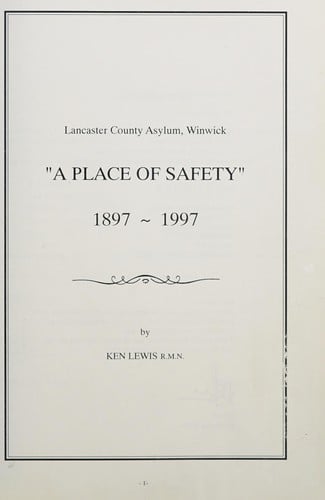 Lancaster County Asylum, Winwick
"A PLACE OF SAFETY"
1897 ~ 1997
by
KEN LEWIS R.M.N.
-1-